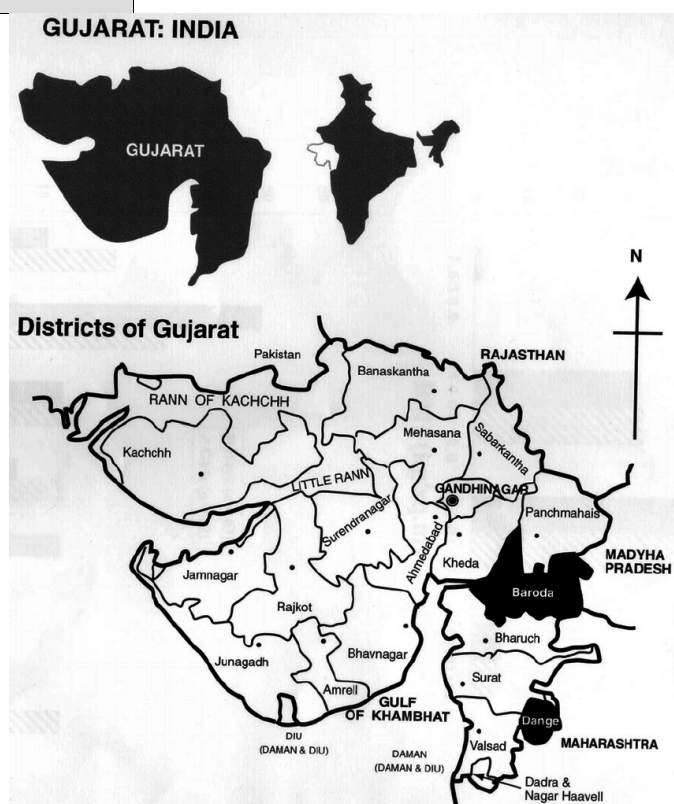 GUJARAT: INDIA
GUJARAT
N
Districts of Gujarat
Pakistan
RAJASTHAN
Banaskantha
RANN OF KACHCHH
Mehasana
Sabarkantha
Kachchh
LITTLE RANN
GANDHINAGAR
Surendranagar
Panchmahais
Ahmedabad
Kheda
MADYHA
PRADESH
Jamnagar
Baroda
Rajkot
Bharuch
Junagadh
Bhavnagar
Surat
Amreli
GULF
OF KHAMBHAT
Dange
DIU
(DAMAN & DIU)
Valsad
MAHARASHTRA
DAMAN
(DAMAN & DIU)
Dadra &
Nagar Haavell